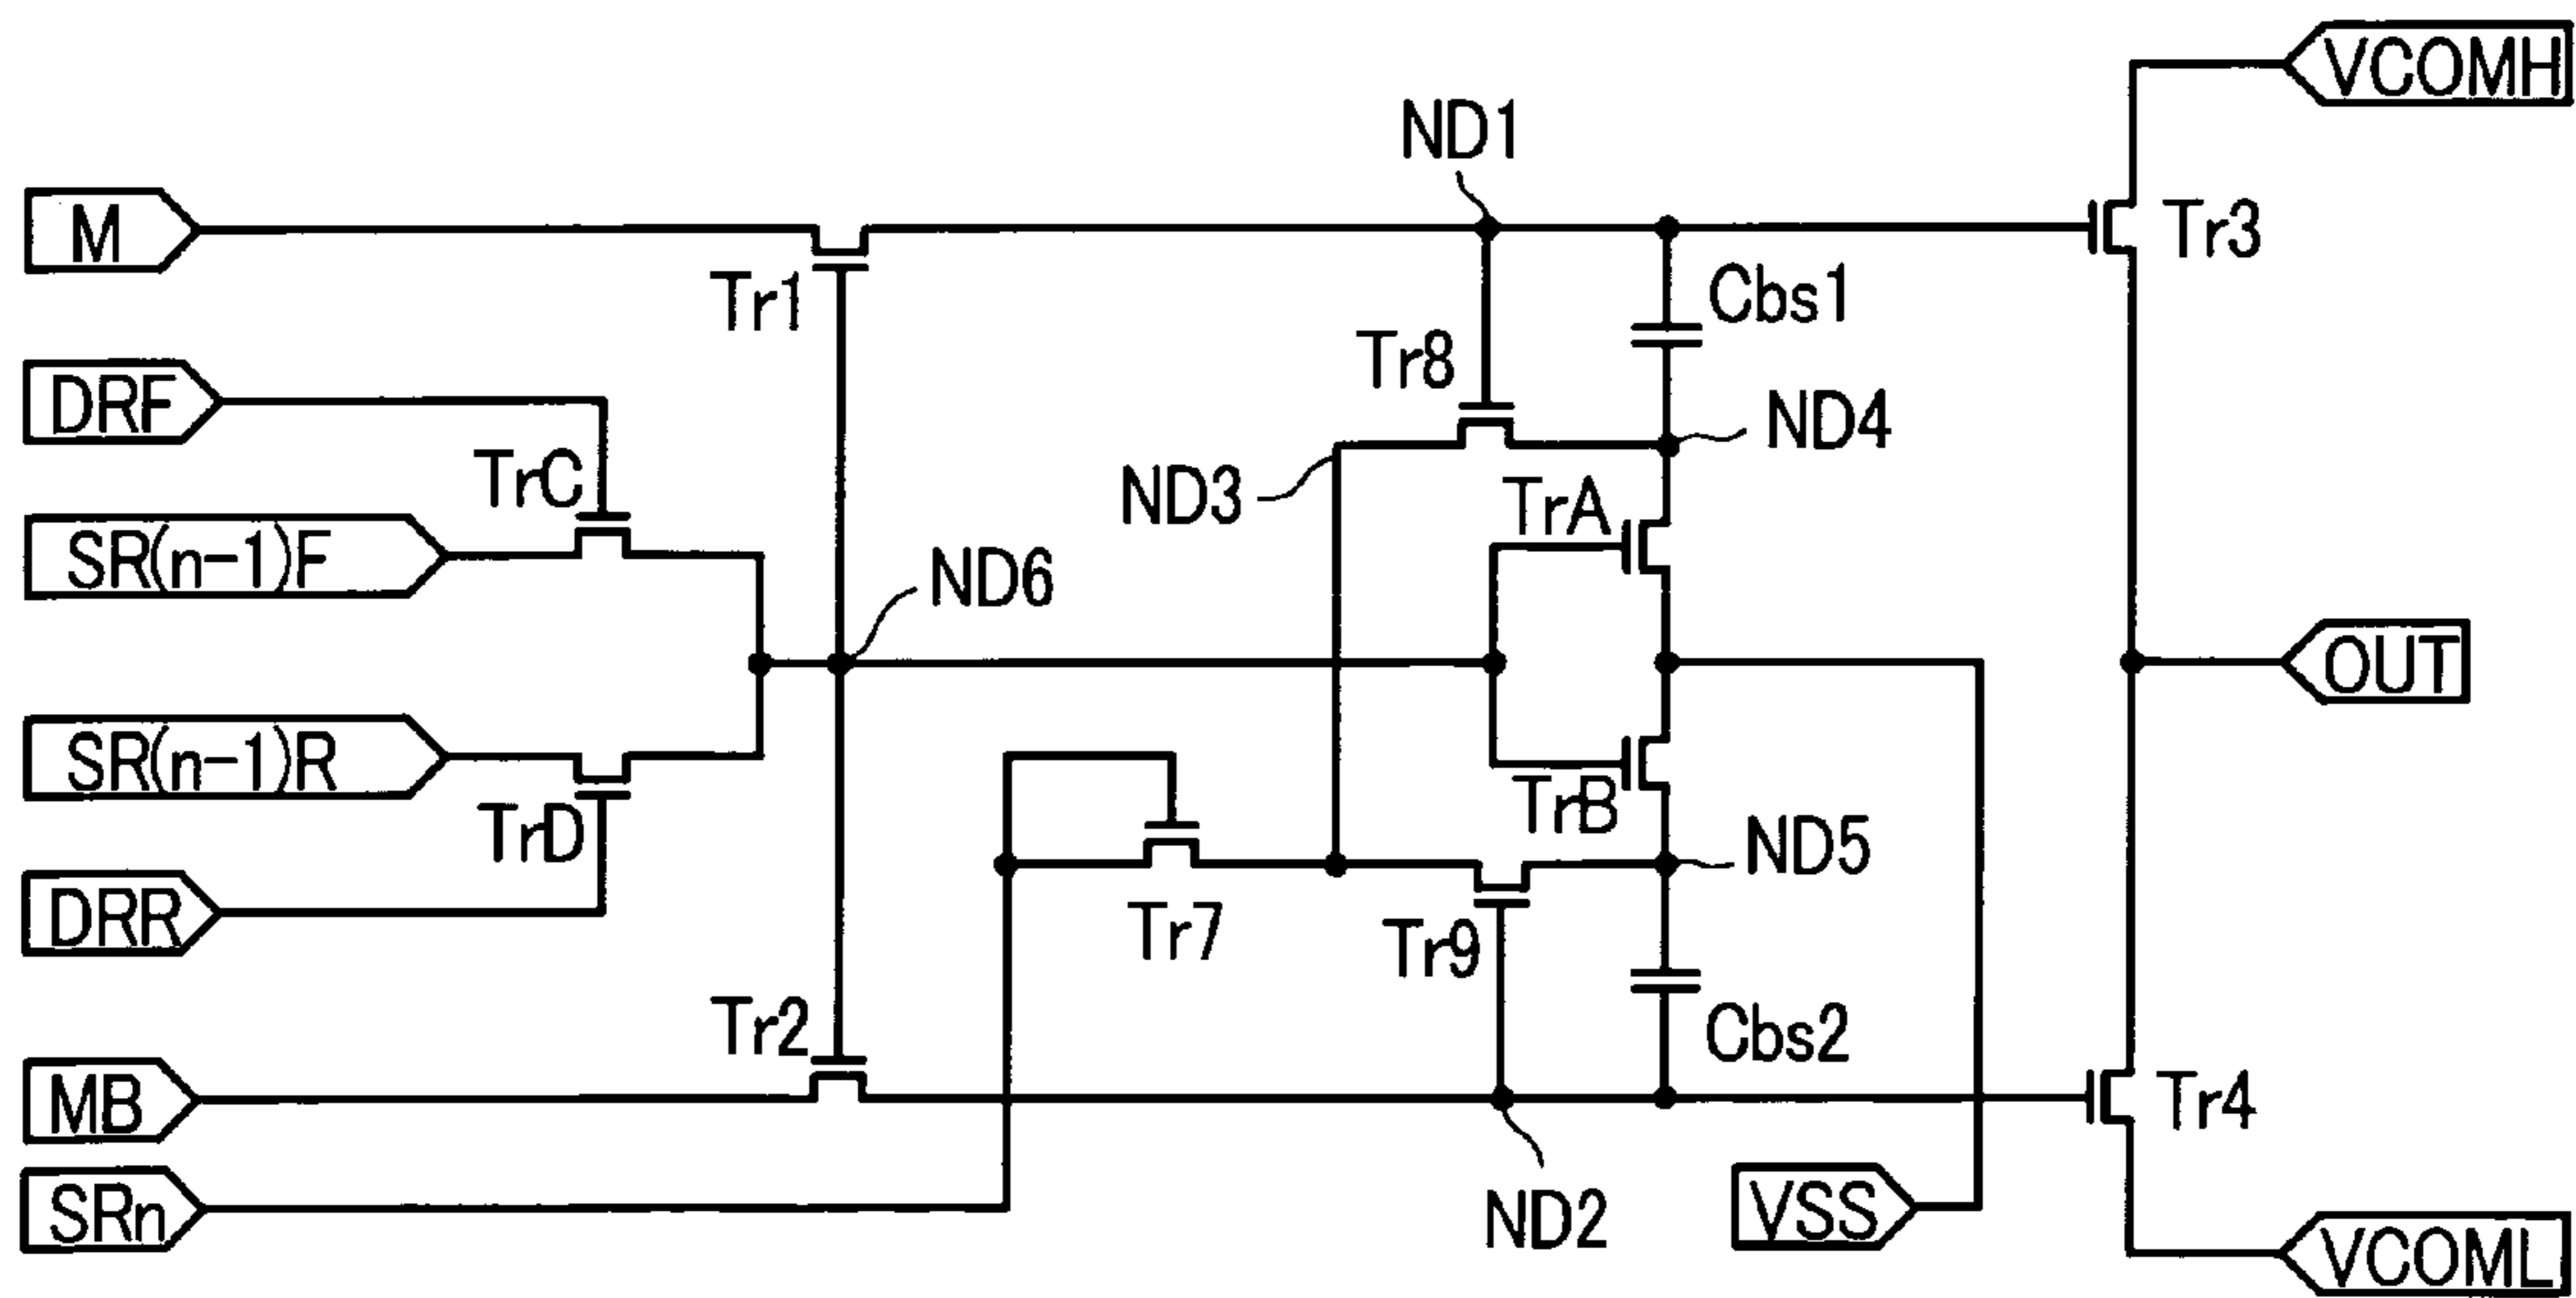 VCOMH
ND1
M
Tr3
Tr1
Cbs1
Tr8
DRF
ND4
TrC
ND3
TrA
SR(n-1)F
ND6
OUT
SR(n-1)R
TrD
TrB
ND5
DRR
Tr7
Tr9
Tr2
Cbs2
MB
Tr4
SRn
ND2
VSS
VCOML